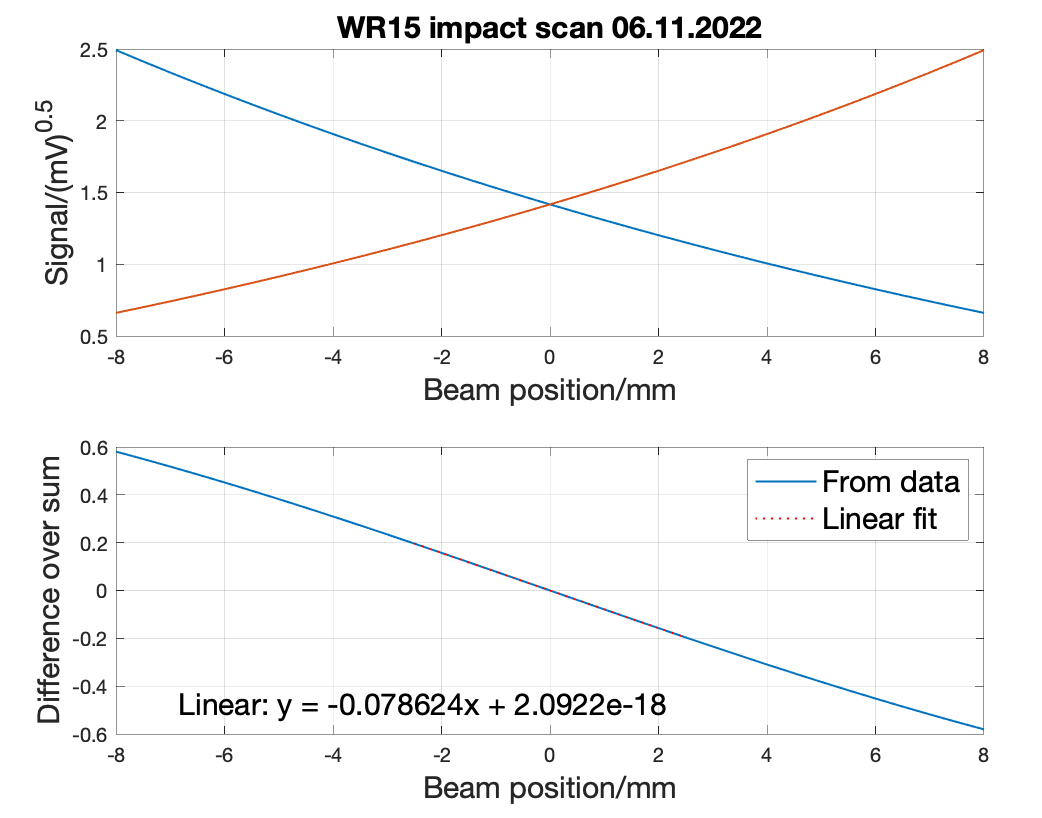 WR15 impact scan 06.11.2022
Signal/(mV)^0.5
2.5
2
1.5
1
0.5
-8 -6 -4 -2 0 2 4 6 8
Beam position/mm
Difference over sum
0.6
0.4
0.2
0
-0.2
-0.4
-0.6
From data
Linear fit
Linear: y = -0.078624x + 2.0922e-18
-8 -6 -4 -2 0 2 4 6 8
Beam position/mm